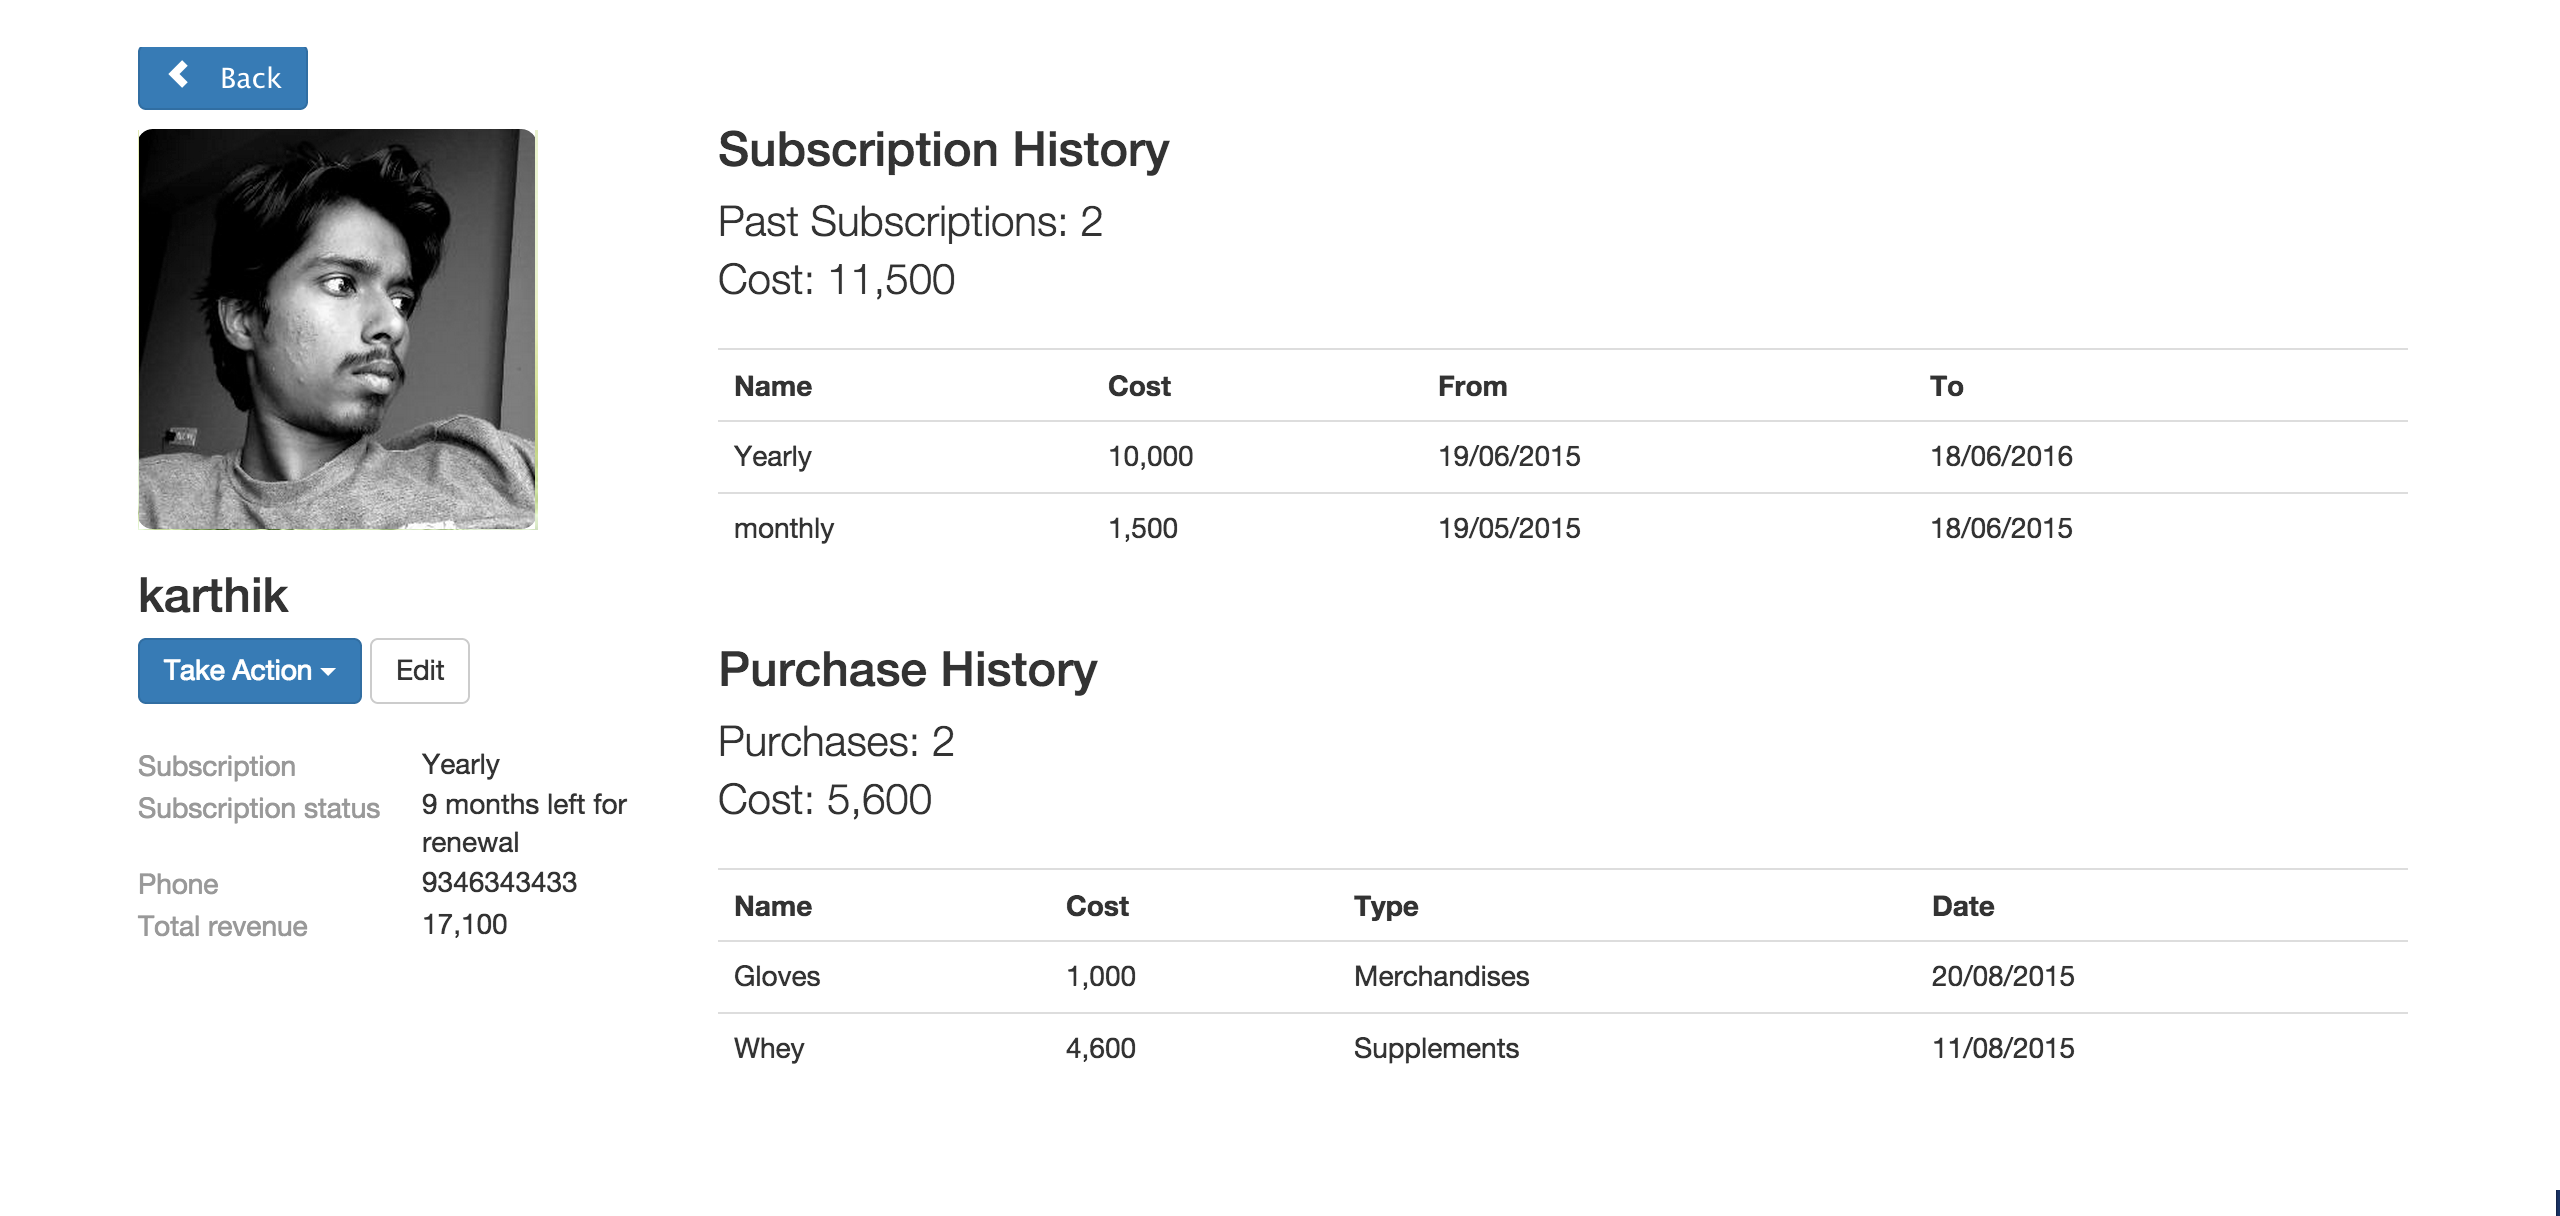 Back
karthik
Take Action
Edit
Subscription Yearly
Subscription status 9 months left for
renewal
Phone 9346343433
Total revenue 17,100
Subscription History
Past Subscriptions: 2
Cost: 11,500
Name Cost From To
Yearly 10,000 19/06/2015 18/06/2016
monthly 1,500 19/05/2015 18/06/2015
Purchase History
Purchases: 2
Cost: 5,600
Name Cost Type Date
Gloves 1,000 Merchandises 20/08/2015
Whey 4,600 Supplements 11/08/2015